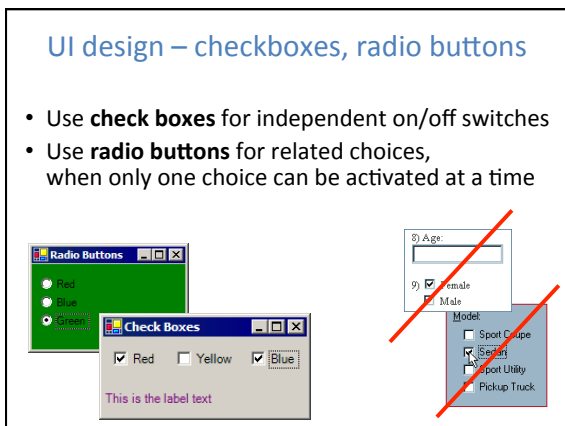 UI design – checkboxes, radio buttons
• Use check boxes for independent on/off switches
• Use radio buttons for related choices,
when only one choice can be activated at a time
Radio Buttons
Red
Blue
Green
Check Boxes
Red Yellow Blue
This is the label text
8) Age:
9) Female
Male
Model:
Sport Coupe
Sedan
Sport Utility
Pickup Truck